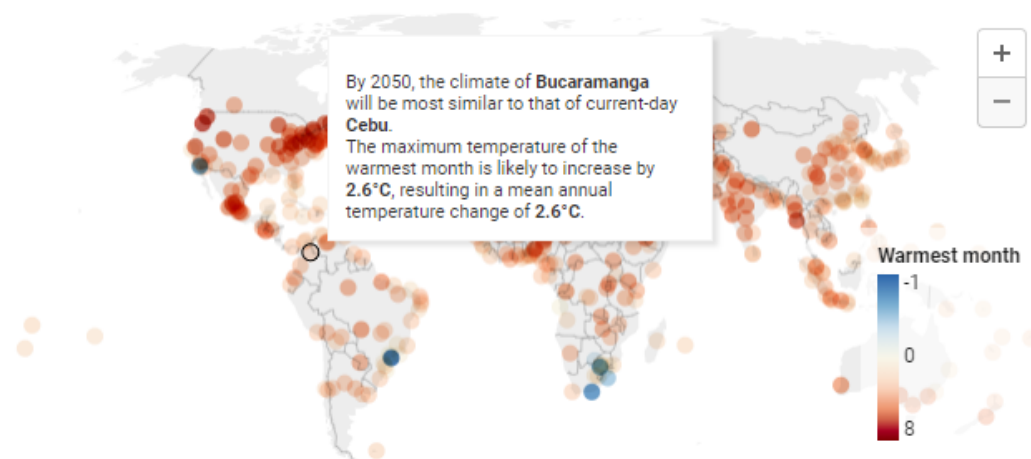 +
−
By 2050, the climate of Bucaramanga
will be most similar to that of current-day
Cebu.
The maximum temperature of the
warmest month is likely to increase by
2.6°C, resulting in a mean annual
temperature change of 2.6°C.
Warmest month
-1
0
8